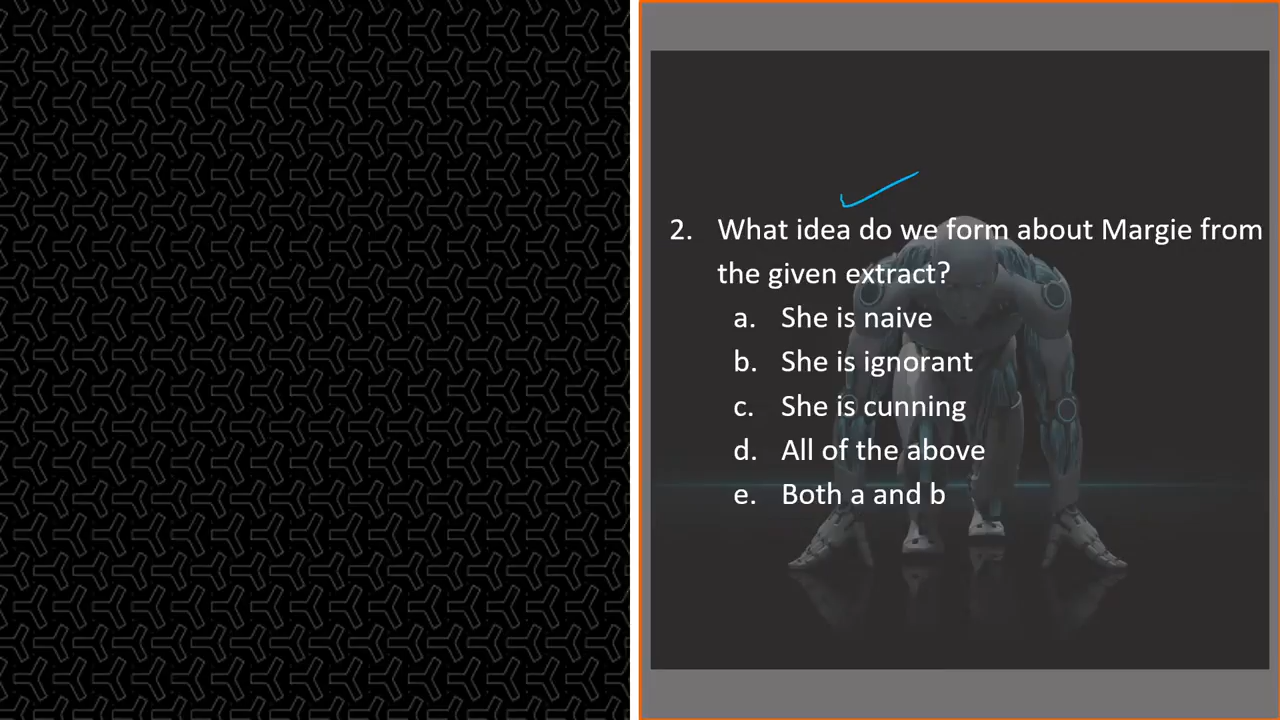 2. What idea do we form about Margie from
the given extract?
a. She is naive
b. She is ignorant
c. She is cunning
d. All of the above
e. Both a and b